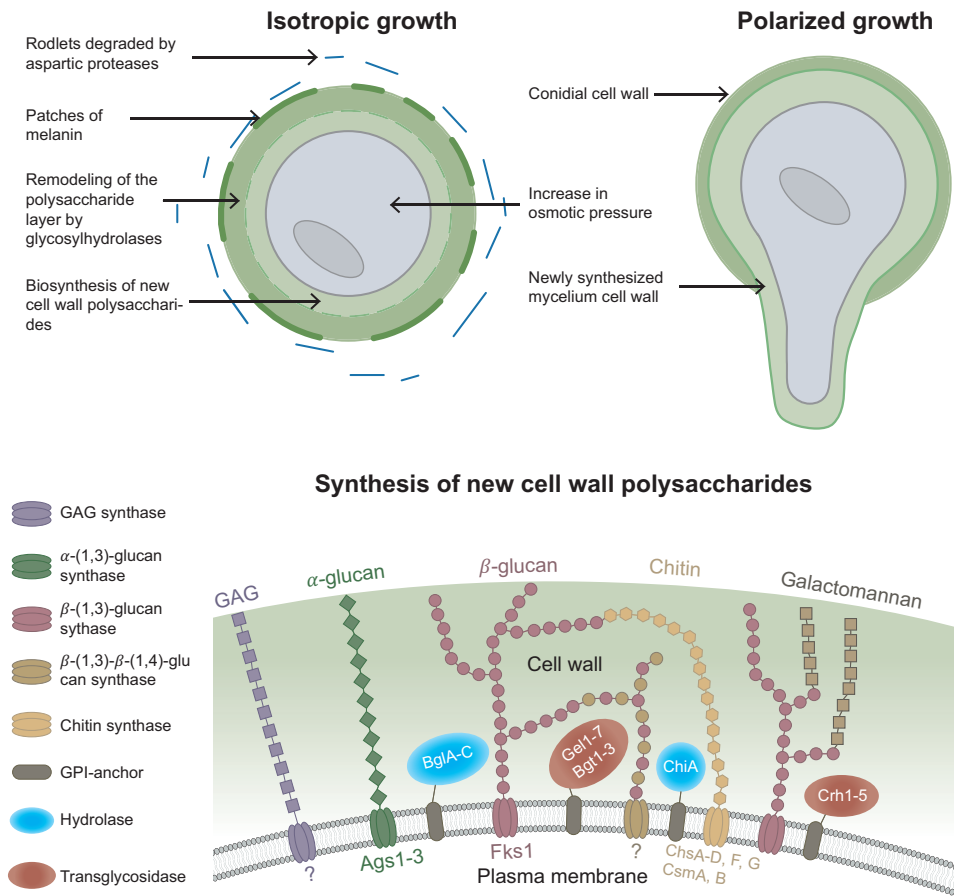 Isotropic growth
Polarized growth
Rodlets degraded by
aspartic proteases
Patches of
melanin
Remodeling of the
polysaccharide
layer by
glycosylhydrolases
Biosynthesis of new
cell wall polysacchari-
des
Conidial cell wall
Increase in
osmotic pressure
Newly synthesized
mycelium cell wall
Synthesis of new cell wall polysaccharides
GAG synthase
α-(1,3)-glucan
synthase
β-(1,3)-glucan
sythase
β-(1,3)-β-(1,4)-glu
can synthase
Chitin synthase
GPI-anchor
Hydrolase
Transglycosidase
GAG
α-glucan
β-glucan
Chitin
Galactomannan
Cell wall
BglA-C
Gel1-7
Bgt1-3
ChiA
Crh1-5
?
Ags1-3
Fks1
?
ChsA-D, F, G
CsmA, B
Plasma membrane